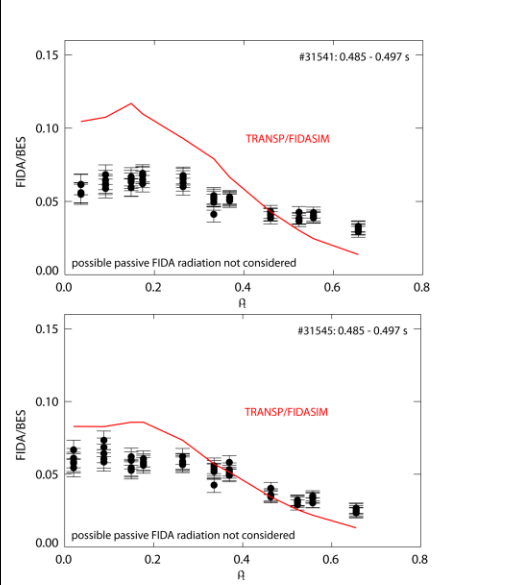 0.15
#31541: 0.485 - 0.497 s
0.10
TRANSP/FIDASIM
FIDA/BES
0.05
0.00
possible passive FIDA radiation not considered
0.0 0.2 0.4 0.6 0.8
0.15
#31545: 0.485 - 0.497 s
0.10
TRANSP/FIDASIM
FIDA/BES
0.05
0.00
possible passive FIDA radiation not considered
0.0 0.2 0.4 0.6 0.8